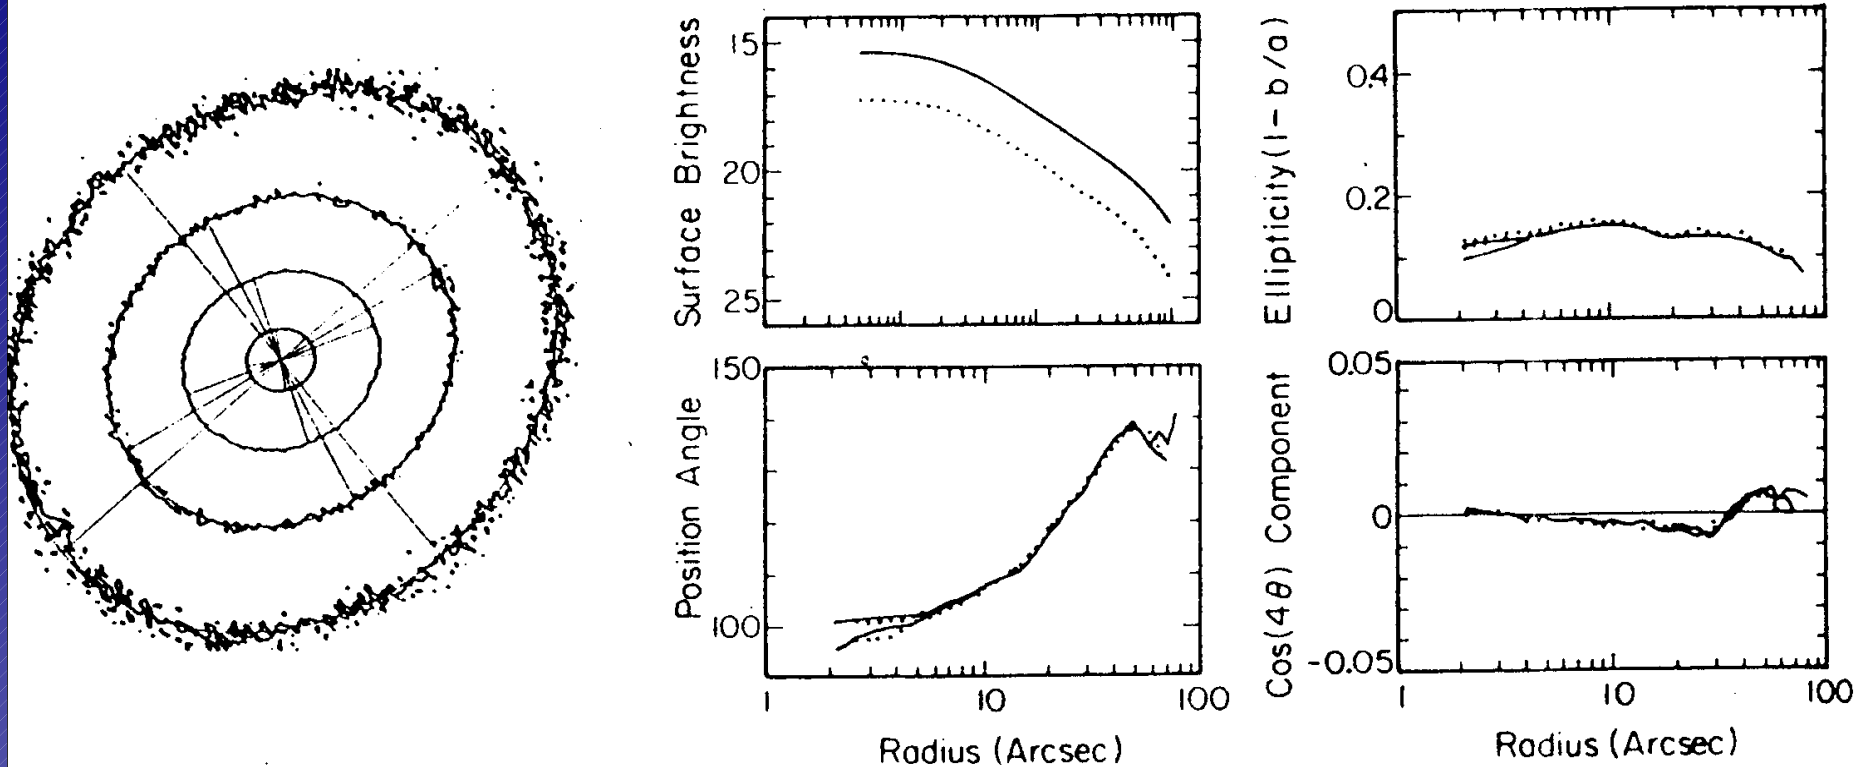 Surface Brightness
15
20
25
Ellipticity (1 - b/a)
0.4
0.2
0
Position Angle
150
100
1
10
100
Radius (Arcsec)
Cos(4θ) Component
0.05
0
-0.05
1
10
100
Radius (Arcsec)